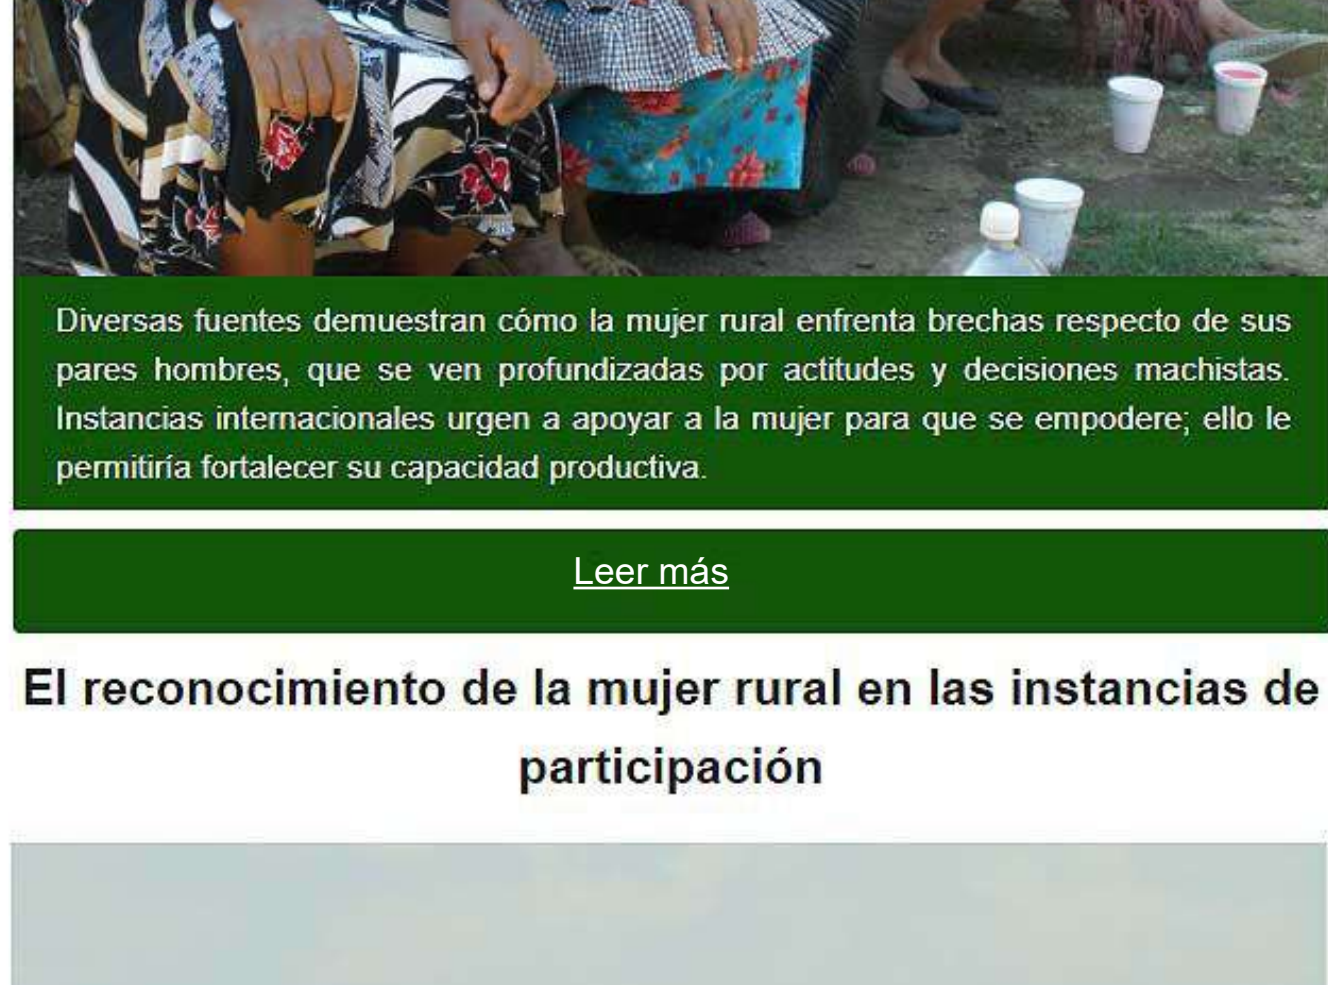 Diversas fuentes demuestran cómo la mujer rural enfrenta brechas respecto de sus
pares hombres, que se ven profundizadas por actitudes y decisiones machistas.
Instancias internacionales urgen a apoyar a la mujer para que se empodere; ello le
permitiría fortalecer su capacidad productiva.
Leer más
El reconocimiento de la mujer rural en las instancias de
participación